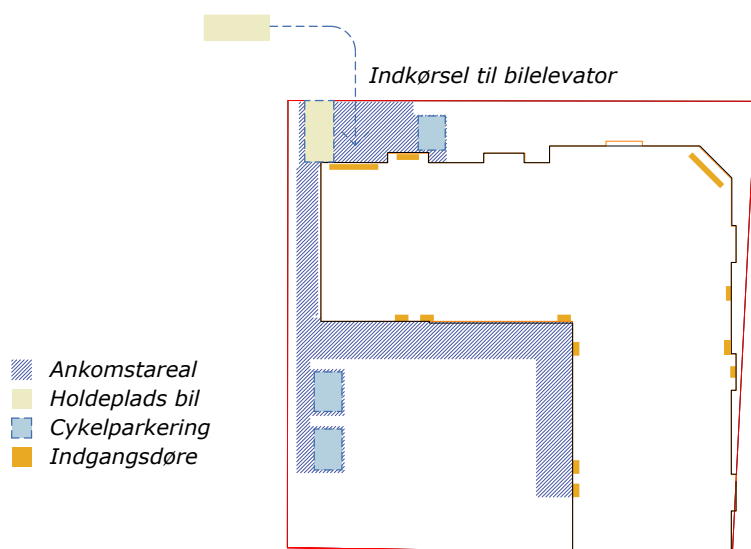 Indkørsel til bilelevator
Ankomstareal
Holdeplads bil
Cykelparkering
Indgangsdøre